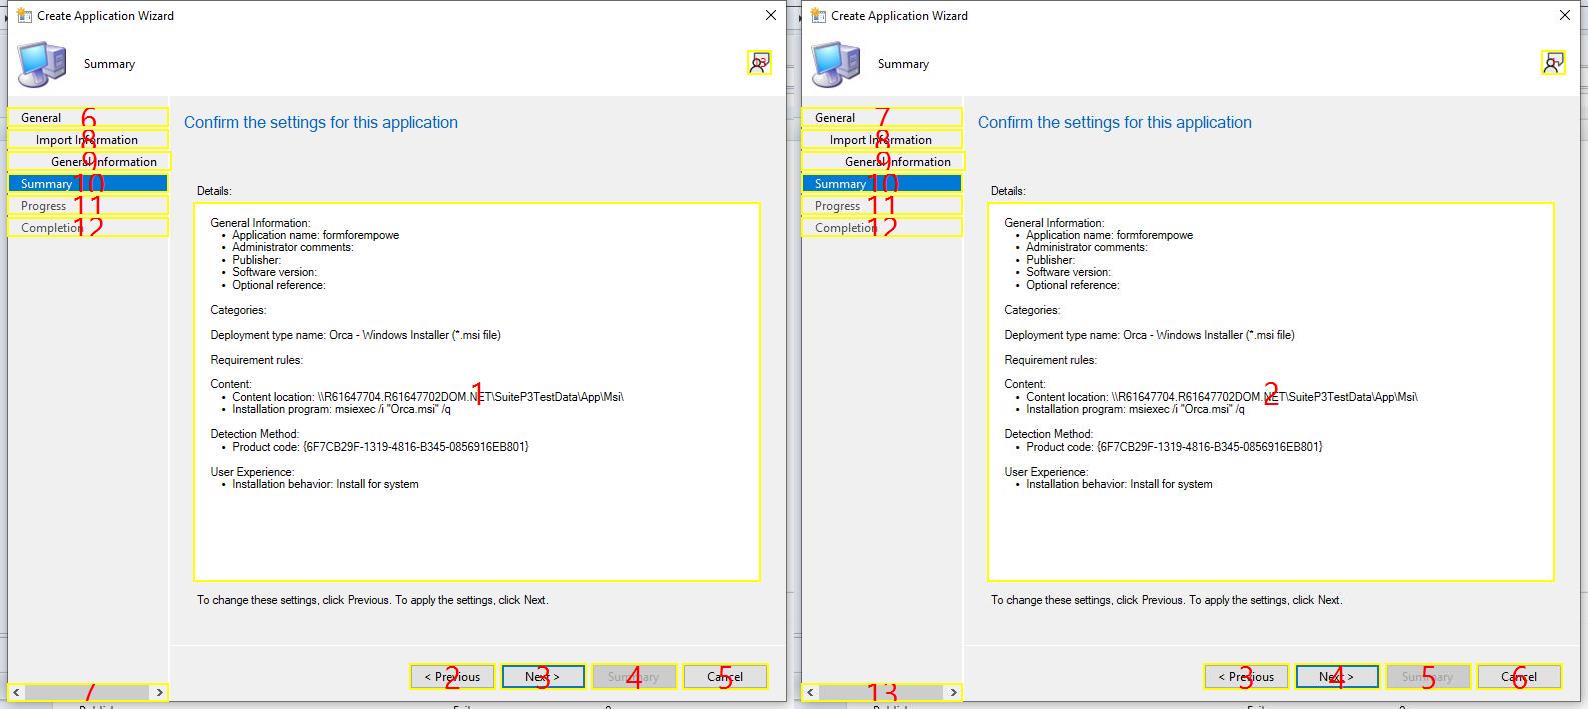 Create Application Wizard
Summary
13
General
6
Import Information
8
General Information
9
Summary
10
Progress
11
Completion
12
Confirm the settings for this application
Details:
General Information:
• Application name: formforempowe
• Administrator comments:
• Publisher:
• Software version:
• Optional reference:
Categories:
Deployment type name: Orca - Windows Installer (*.msi file)
Requirement rules:
Content:
• Content location: \\R61647704.R61647702DOM.NET\SuiteP3TestData\App\Msi\
• Installation program: msiexec /i "Orca.msi" /q
1
Detection Method:
• Product code: {6F7CB29F-1319-4816-B345-0856916EB801}
User Experience:
• Installation behavior: Install for system
To change these settings, click Previous. To apply the settings, click Next.
< Previous
2
Next >
3
Summary
4
Cancel
5
7
Create Application Wizard
Summary
General
7
Import Information
8
General Information
9
Summary
10
Progress
11
Completion
12
Confirm the settings for this application
Details:
General Information:
• Application name: formforempowe
• Administrator comments:
• Publisher:
• Software version:
• Optional reference:
Categories:
Deployment type name: Orca - Windows Installer (*.msi file)
Requirement rules:
Content:
• Content location: \\R61647704.R61647702DOM.NET\SuiteP3TestData\App\Msi\
• Installation program: msiexec /i "Orca.msi" /q
2
Detection Method:
• Product code: {6F7CB29F-1319-4816-B345-0856916EB801}
User Experience:
• Installation behavior: Install for system
To change these settings, click Previous. To apply the settings, click Next.
< Previous
3
Next >
4
Summary
5
Cancel
6
13